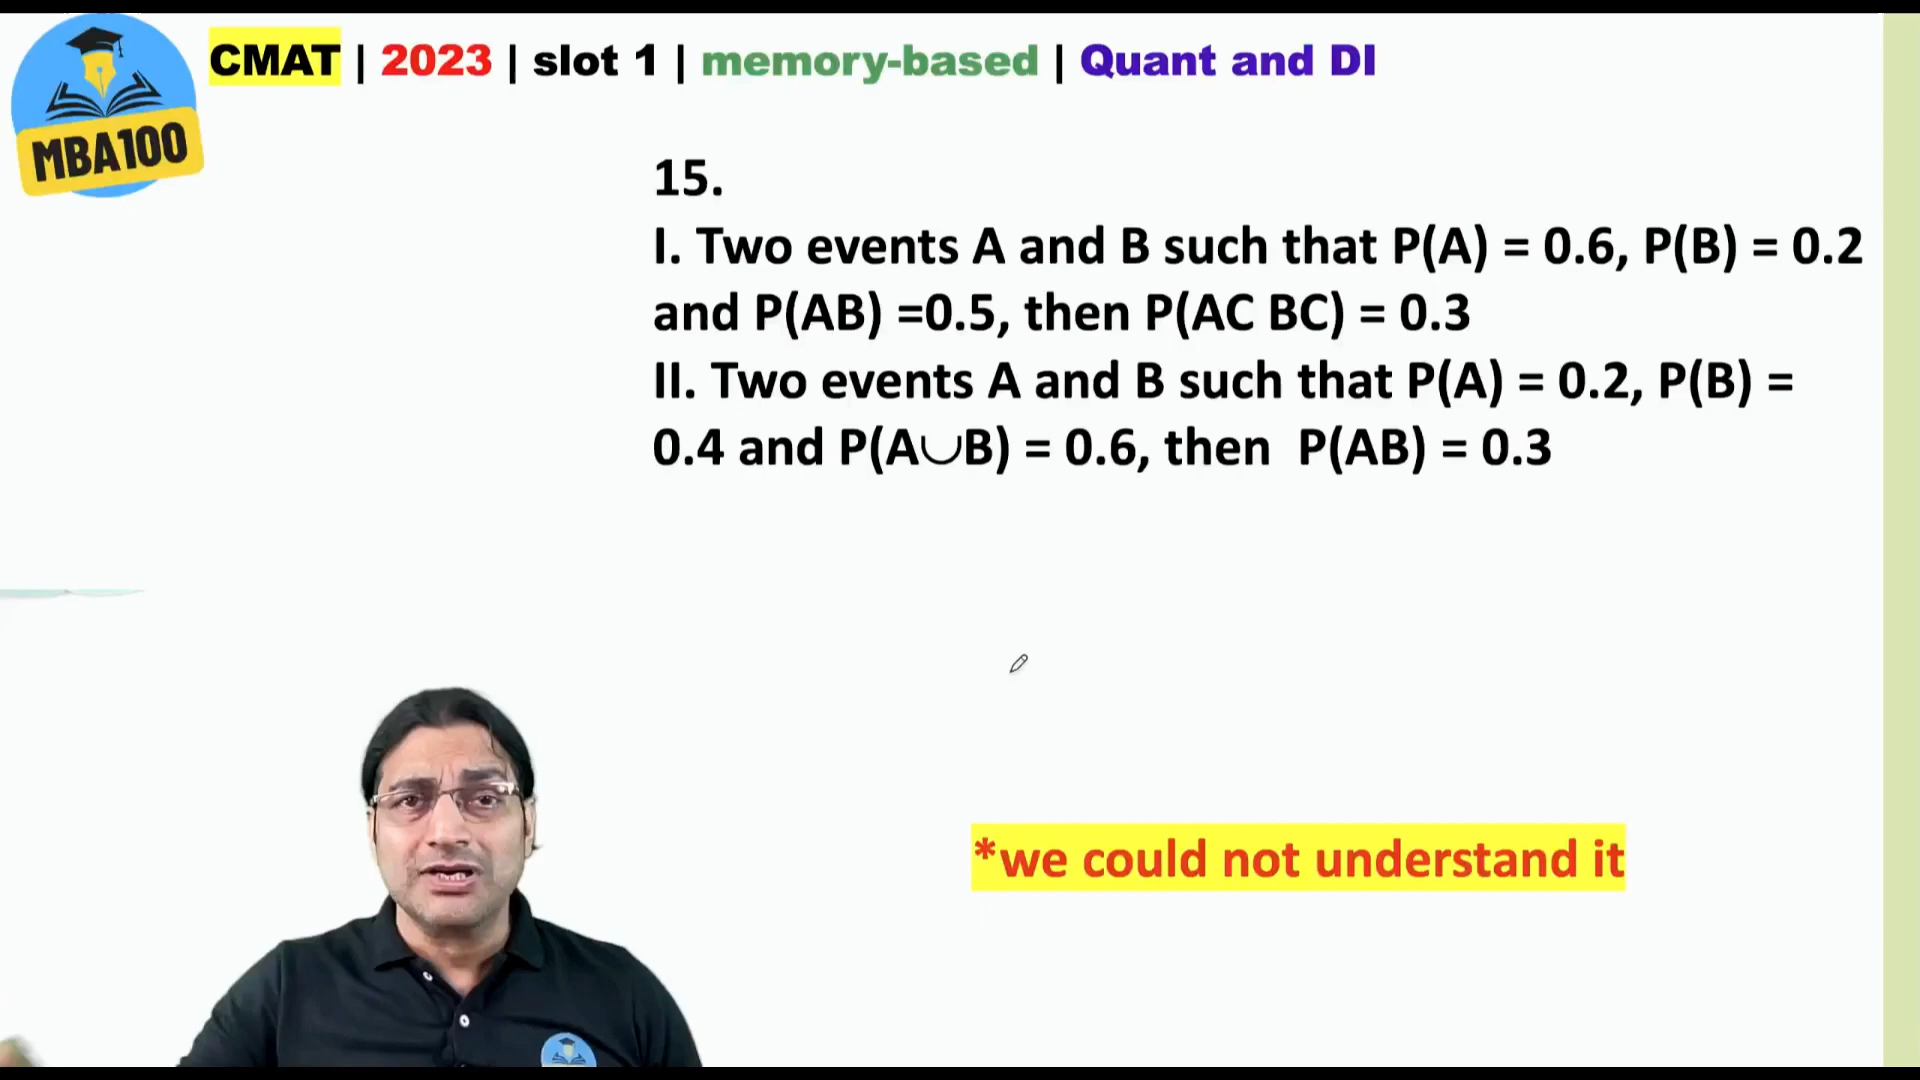 CMAT | 2023 | slot 1 | memory-based | Quant and DI
MBA100
15.
I. Two events A and B such that P(A) = 0.6, P(B) = 0.2
and P(AB) =0.5, then P(AC BC) = 0.3
II. Two events A and B such that P(A) = 0.2, P(B) =
0.4 and P(A∪B) = 0.6, then P(AB) = 0.3
*we could not understand it